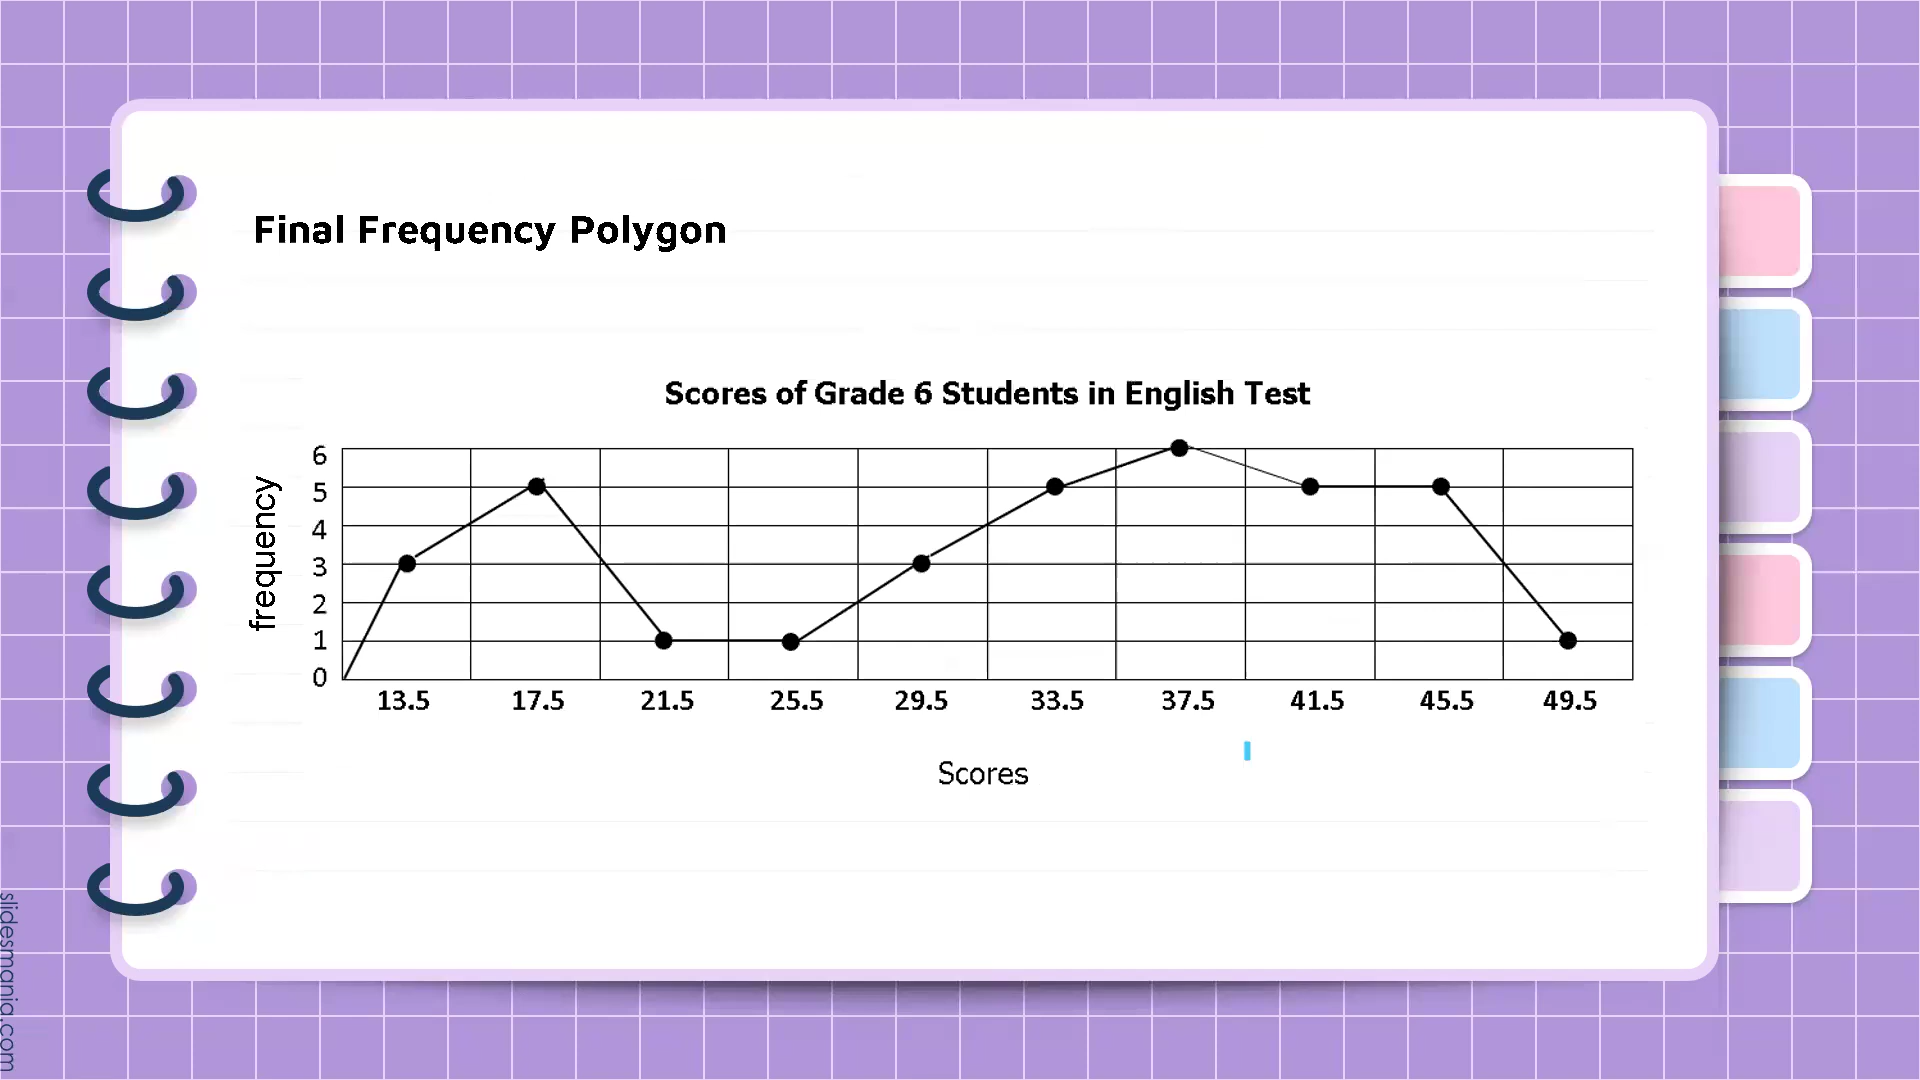 Final Frequency Polygon
Scores of Grade 6 Students in English Test
frequency
6
5
4
3
2
1
0
13.5 17.5 21.5 25.5 29.5 33.5 37.5 41.5 45.5 49.5
Scores
slidesmania.com